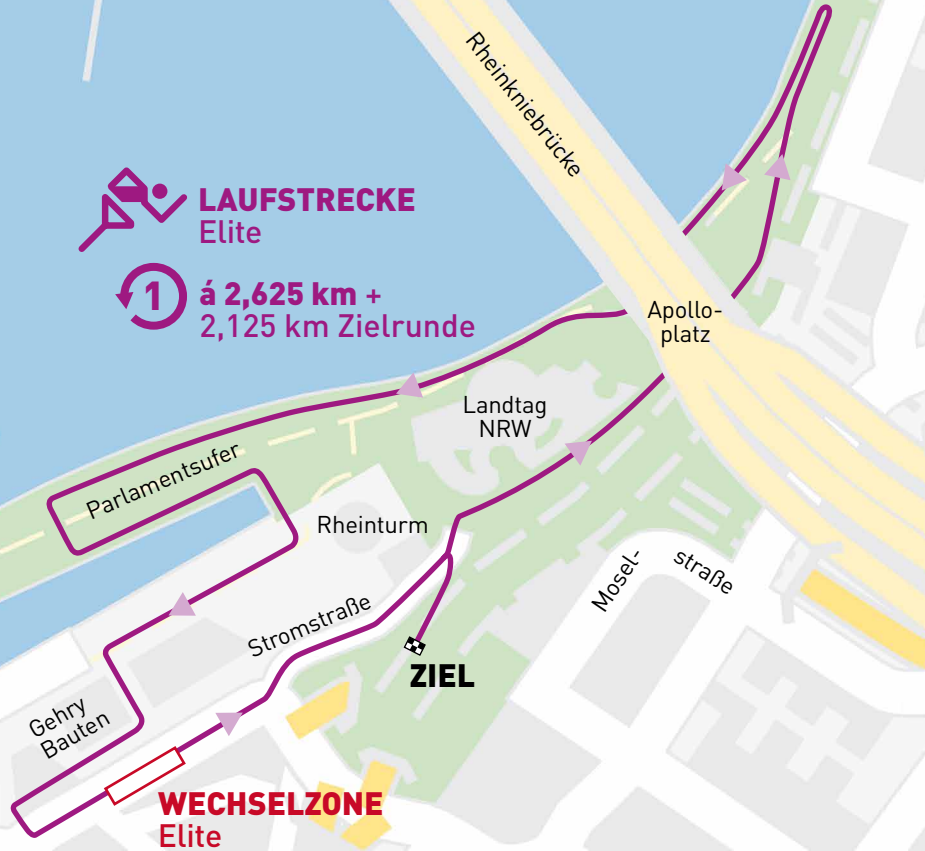 Rheinkniebrücke
LAUFSTRECKE
Elite
1
á 2,625 km +
2,125 km Zielrunde
Apollo-
platz
Landtag
NRW
Parlamentsufer
Rheinturm
Mosel-
straße
Stromstraße
ZIEL
Gehry
Bauten
WECHSELZONE
Elite